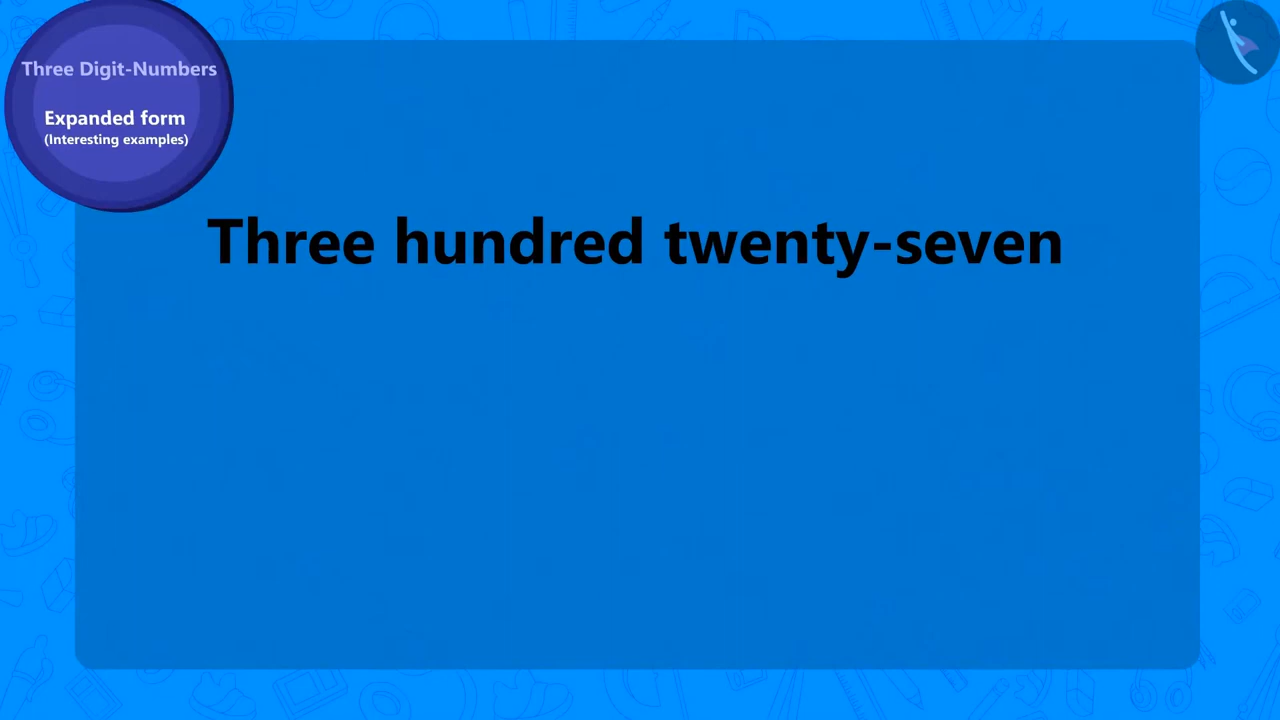 Three Digit-Numbers
Expanded form
(Interesting examples)
Three hundred twenty-seven